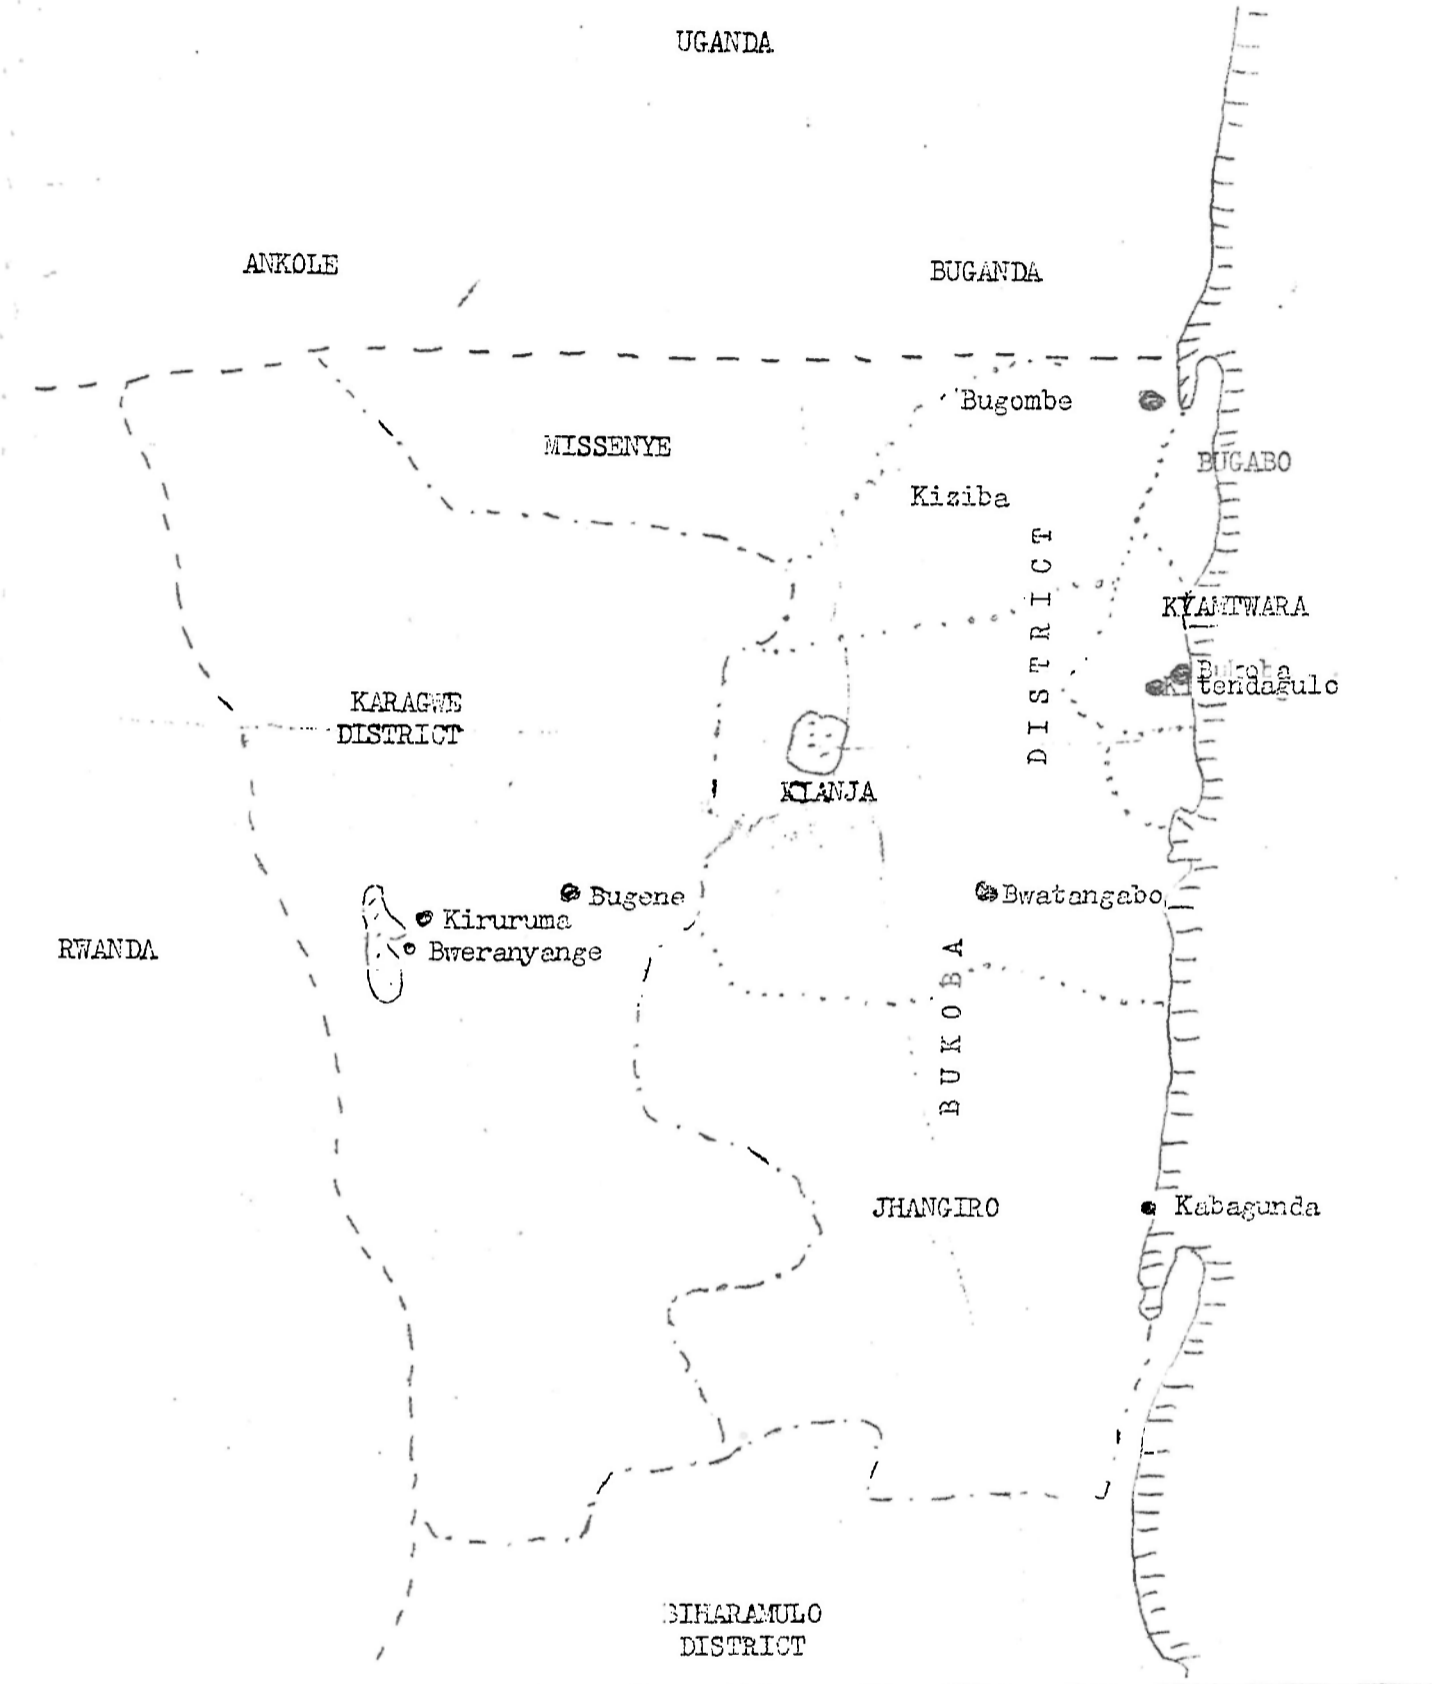 UGANDA
ANKOLE
BUGANDA
Bugombe
MISSENYE
BUGABO
Kiziba
DISTRICT
KYAMTWARA
Bukoba
Kitendagulo
KARAGWE
DISTRICT
KIANJA
Bugene
Bwatangabo
Kiruruma
RWANDA
Bweranyange
BUKOBA
JHANGIRO
Kabagunda
BIHARAMULO
DISTRICT